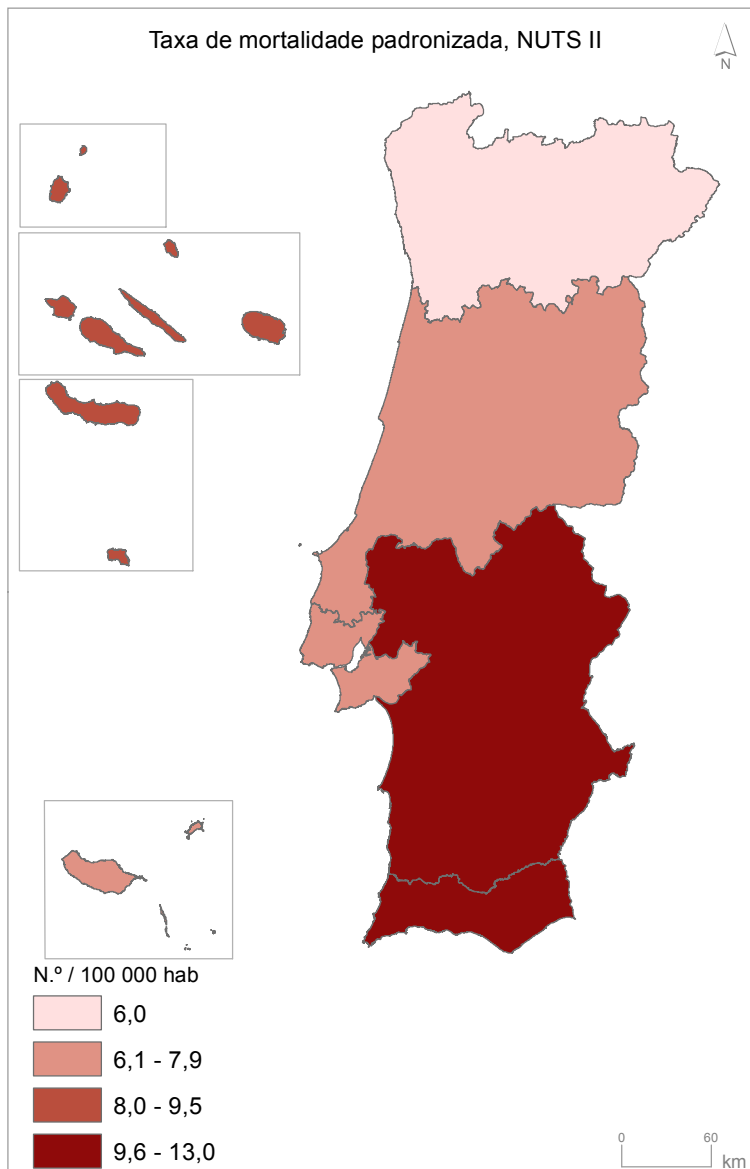 Taxa de mortalidade padronizada, NUTS II
N
N.º / 100 000 hab
6,0
6,1 - 7,9
8,0 - 9,5
9,6 - 13,0
0 60
km